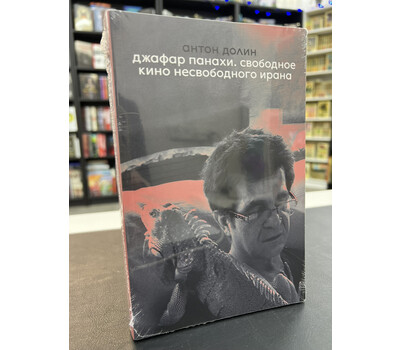 антон долин
джафар панахи. свободное
кино несвободного ирана